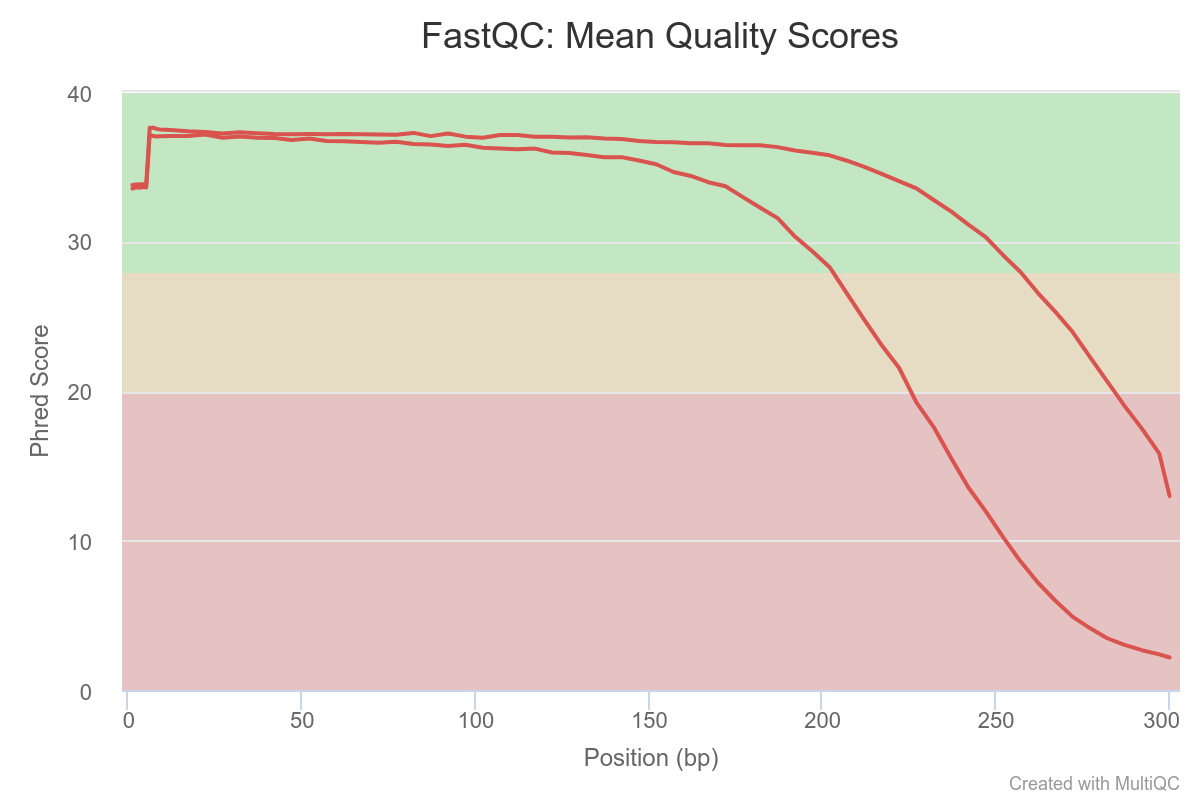 FastQC: Mean Quality Scores
40
30
20
10
0
Phred Score
0 50 100 150 200 250 300
Position (bp)
Created with MultiQC